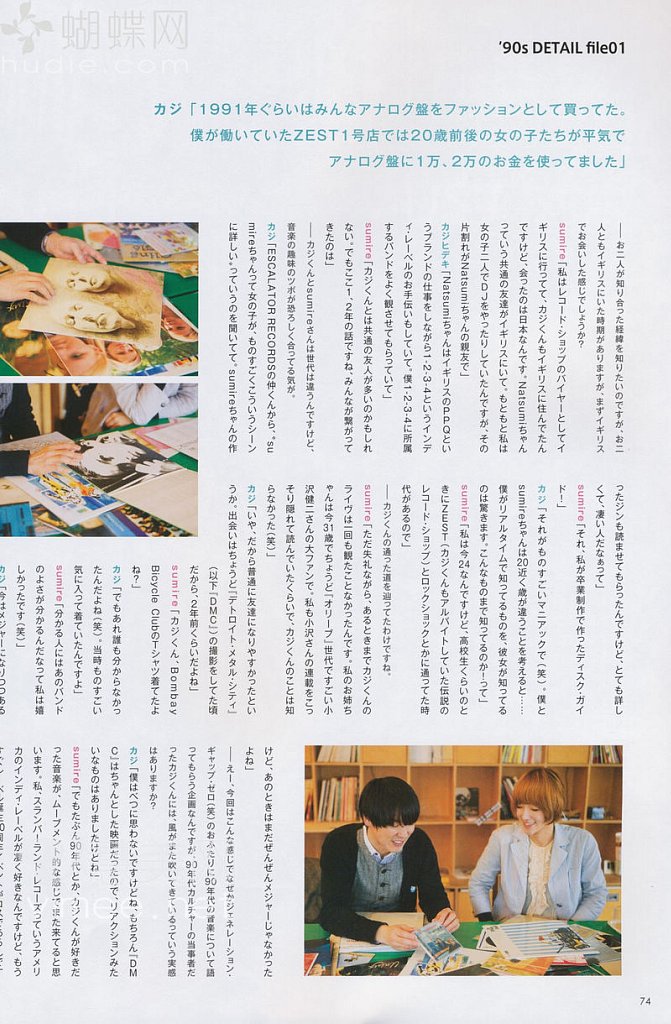 蝴蝶网
hudie.com
'90s DETAIL file01
カジ「1991年ぐらいはみんなアナログ盤をファッションとして買ってた。
僕が働いていたZEST1号店では20歳前後の女の子たちが平気で
アナログ盤に1万、2万のお金を使ってました」
――お二人が知り合った経緯を知りたいのですが、お二
人ともイギリスにいた時期がありますが、まずイギリス
でお会いした感じでしょうか?
sumire「私はレコード・ショップのバイヤーとしてイ
ギリスに行ってて、カジくんもイギリスに住んでたん
ですけど、会ったのは日本なんです。Natsumiちゃん
っていう共通の友達がイギリスにいて。もともと私は
女の子二人でDJをやったりしていたんですが、その
片割れがNatsumiちゃんの親友で」
カジヒデキ「NatsumiちゃんはイギリスのPPQとい
うブランドの仕事をしながら1-2-3-4というインデ
ィ・レーベルのお手伝いもしていて。僕1-2-3-4に所属
するバンドをよく観させてもらっていて」
sumire「カジくんとは共通の友人が多いのかもしれ
ない。でもここ1、2年の話ですね、みんなが繋がって
きたのは」
――カジくんとsumireさんは世代は違うんですけど、
音楽の趣味のツボが恐ろしく合ってる気が。
カジ「ESCALATOR RECORDSの仲くんから、“su
mireちゃんって女の子が、ものすごくこういうシーン
に詳しい”っていうのを聞いてて。sumireちゃんの作
ったジンも読ませてもらったんですけど、とても詳し
くて、凄い人だなぁって」
sumire「それ、私が卒業制作で作ったディスク・ガイ
ド!」
カジ「それがものすごいマニアックで(笑)。僕と
sumireちゃんは20近く歳が違うことを考えると……
僕がリアルタイムで知ってるものを、彼女が知ってる
のは驚きます。こんなものまで知ってるのかーって」
sumire「私は今24なんですけど、高校生くらいのと
きにZEST(カジくんもアルバイトしていた伝説の
レコード・ショップ)とロックショックとかに通ってた時
代があるので」
――カジくんの通った道を辿ってたわけですね。
sumire「ただ失礼ながら、あるときまでカジくんの
ライヴは一回も観たことなかったんです。私のお姉ち
ゃんは今31歳でちょうど『オリーブ』世代ですごい小
沢健二さんの大ファンで。私も小沢さんの連載をこっ
そり隠れて読んでいたくらいで、カジくんのことは知
らなかった(笑)」
カジ「いや、だから普通に友達になりやすかったとい
うか。出会いはちょうど『デトロイト・メタル・シティ』
(以下『DMC』)の撮影をしてた頃
だから、2年前くらいだよね」
sumire「カジくん、Bombay
Bicycle ClubのTシャツ着てたよ
ね?」
カジ「でもあれ誰も分からなかっ
たんだよね(笑)。当時ものすごい
気に入って着ていたんですよ」
sumire「分かる人にはあのバンド
のよさが分かるんだなって私は嬉
しかったです(笑)」
カジ「今はメジャーになりつつある
けど、あのときはまだぜんぜんメジャーじゃなかった
よね」
――えー、今回はこんな感じでなぜかジェネレーション・
ギャップ・ゼロ(笑)のおふたりに90年代の音楽について語
ってもらう企画なんですが、90年代カルチャーの当事者だ
ったカジくんには、風がまた吹いてきているっていう実感
はありますか?
カジ「僕はべつに思わないですけどね。もちろん『DM
C』はちゃんとした映画だったので、リアクションみた
いなものはありましたけどね」
sumire「でもたぶん90年代とか、カジくんが好きだ
った音楽が、ムーブメント的な感じでまた来てると思
います。私、スランバーランド・レコーズっていうアメリ
カのインディ・レーベルが凄く好きなんですけど、もう
74